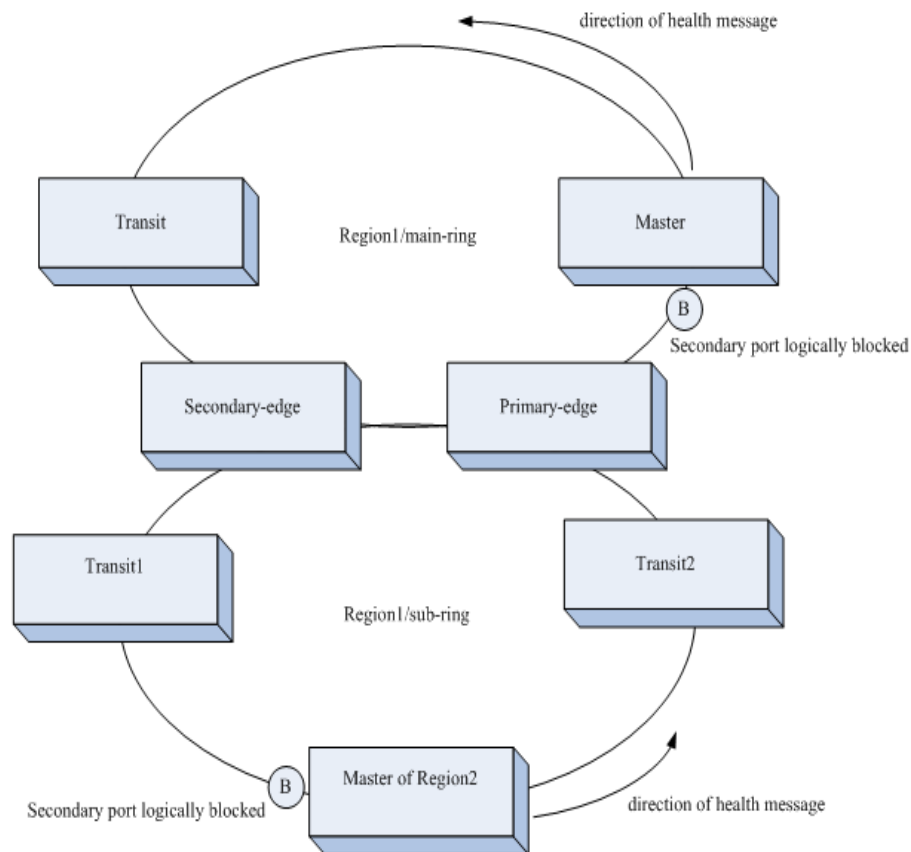 direction of health message
Transit
Master
Region1/main-ring
B
Secondary port logically blocked
Secondary-edge
Primary-edge
Transit1
Transit2
Region1/sub-ring
Master of Region2
B
Secondary port logically blocked
direction of health message